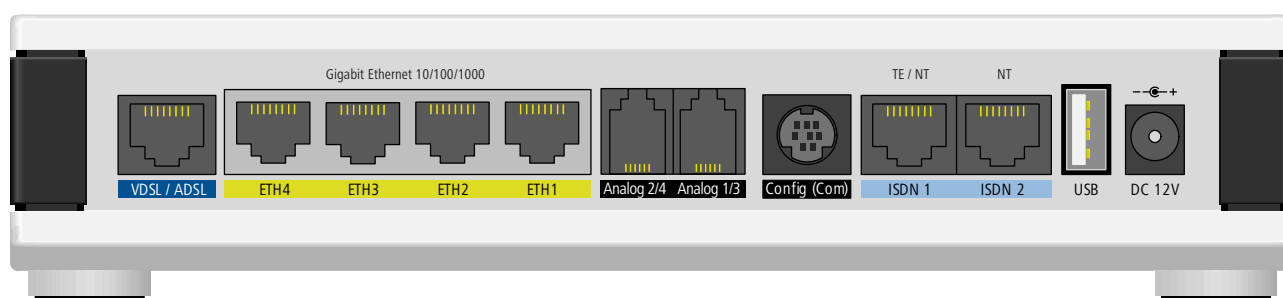 Gigabit Ethernet 10/100/1000 TE / NT NT
- - + 
VDSL / ADSL ETH4 ETH3 ETH2 ETH1 Analog 2/4 Analog 1/3 Config (Com) ISDN 1 ISDN 2 USB DC 12V